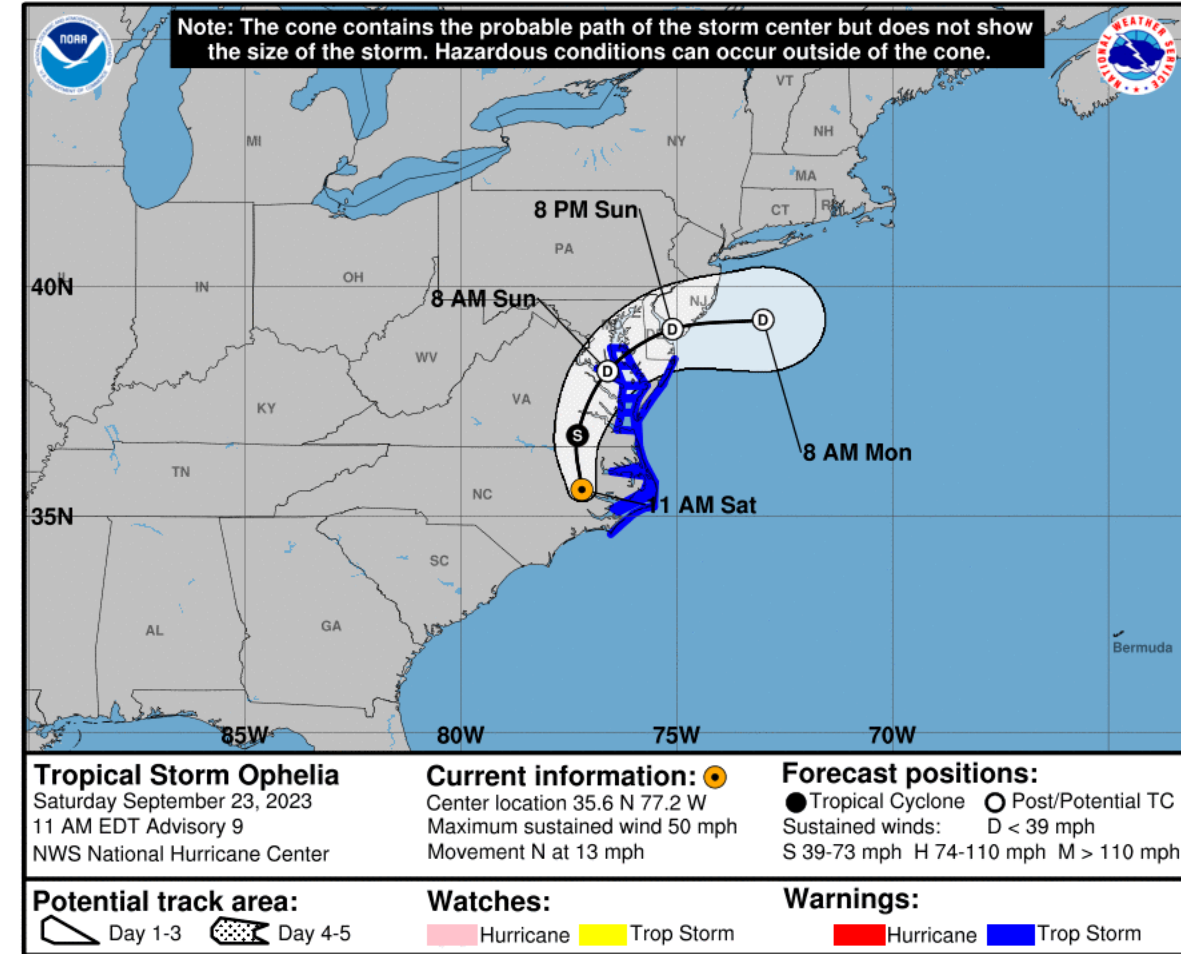 Note: The cone contains the probable path of the storm center but does not show
the size of the storm. Hazardous conditions can occur outside of the cone.
NOAA
NATIONAL WEATHER SERVICE
VT
MI
NY
NH
MA
CT
8 PM Sun
PA
40N
IN
OH
8 AM Sun
NJ
D
D
WV
D
VA
KY
S
8 AM Mon
TN
NC
11 AM Sat
35N
SC
AL
GA
Bermuda
85W
80W
75W
70W
Tropical Storm Ophelia
Saturday September 23, 2023
11 AM EDT Advisory 9
NWS National Hurricane Center
Current information:
Center location 35.6 N 77.2 W
Maximum sustained wind 50 mph
Movement N at 13 mph
Forecast positions:
Tropical Cyclone Post/Potential TC
Sustained winds: D < 39 mph
S 39-73 mph H 74-110 mph M > 110 mph
Potential track area:
Day 1-3 Day 4-5
Watches:
Hurricane Trop Storm
Warnings:
Hurricane Trop Storm